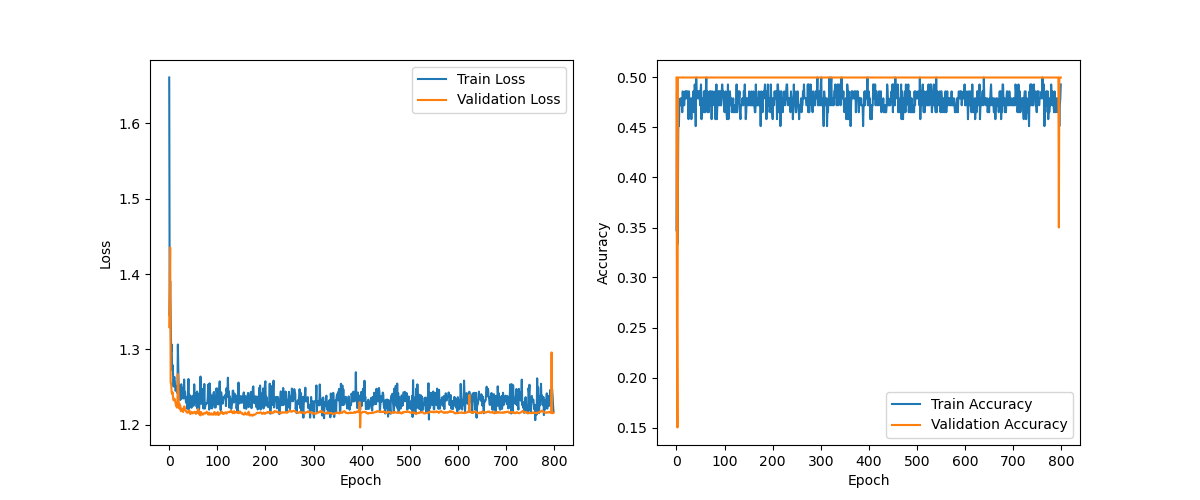 Train Loss
Validation Loss
1.6
1.5
1.4
1.3
1.2
Loss
0 100 200 300 400 500 600 700 800
Epoch
0.50
0.45
0.40
0.35
0.30
0.25
0.20
0.15
Accuracy
Train Accuracy
Validation Accuracy
0 100 200 300 400 500 600 700 800
Epoch